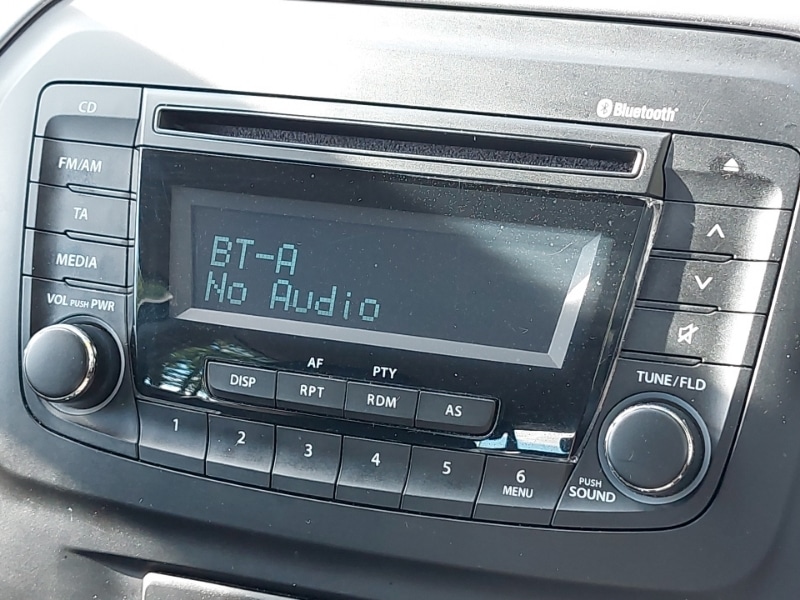 CD
Bluetooth
FM/AM
TA
MEDIA
BT-A
No Audio
VOL PUSH PWR
AF
PTY
TUNE/FLD
DISP
RPT
RDM
AS
1
2
3
4
5
6
MENU
PUSH
SOUND